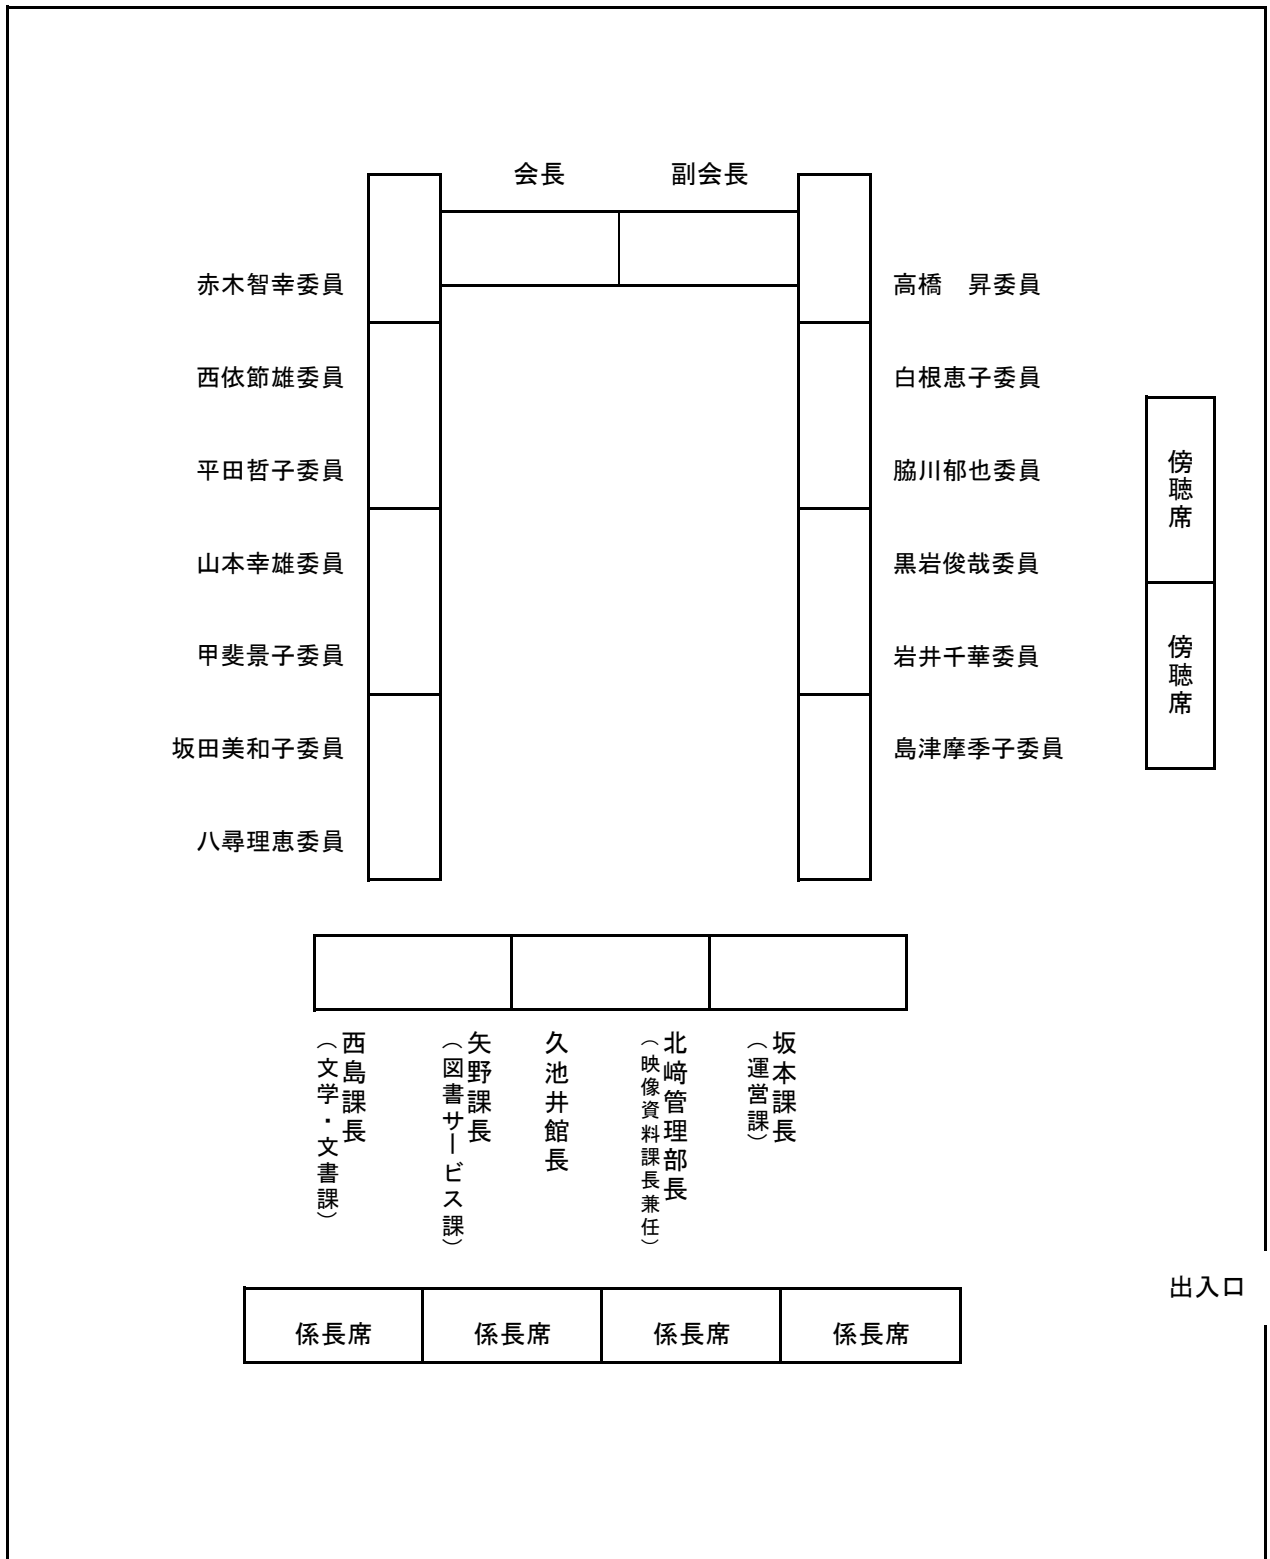 会長　副会長
赤木智幸委員　高橋　昇委員
西依節雄委員　白根恵子委員
平田哲子委員　脇川郁也委員
山本幸雄委員　黒岩俊哉委員
甲斐景子委員　岩井千華委員
坂田美和子委員　島津摩季子委員
八尋理恵委員
傍聴席
傍聴席
西島課長
（文学・文書課）
矢野課長
（図書サービス課）
久池井館長
北﨑管理部長
（映像資料課長兼任）
坂本課長
（運営課）
出入口
係長席　係長席　係長席　係長席